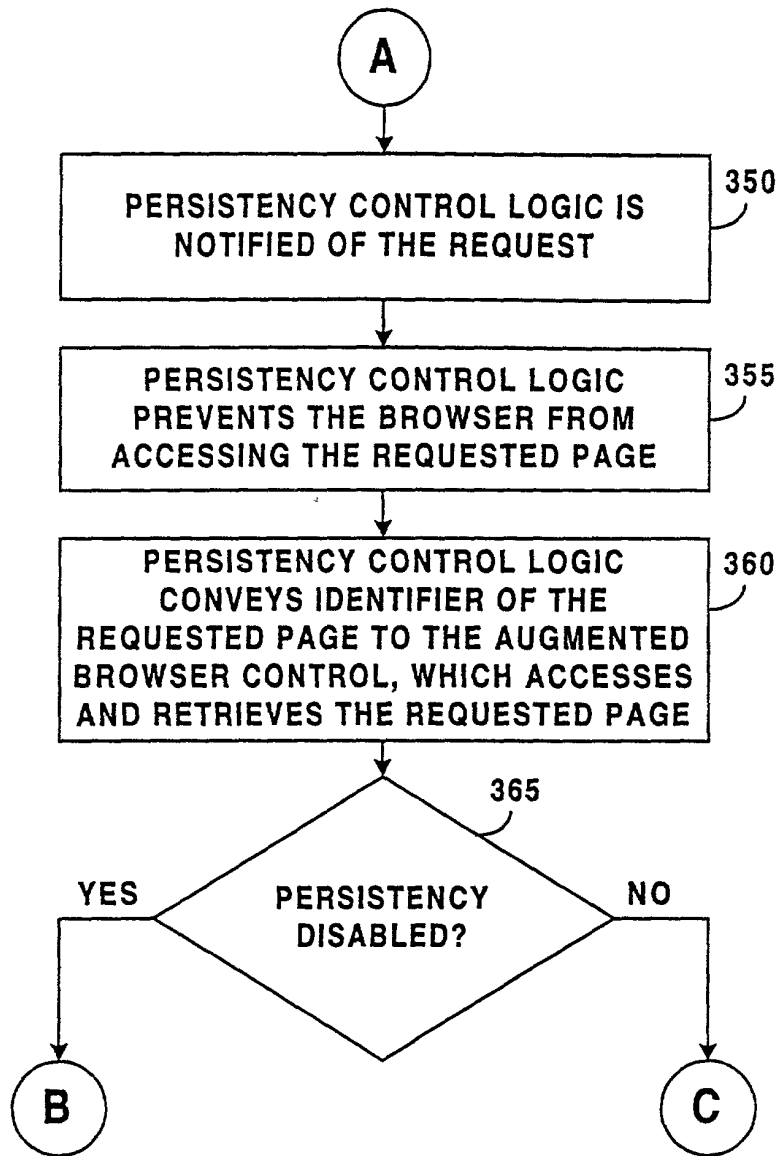 A
PERSISTENCY CONTROL LOGIC IS
NOTIFIED OF THE REQUEST
350
PERSISTENCY CONTROL LOGIC
PREVENTS THE BROWSER FROM
ACCESSING THE REQUESTED PAGE
355
PERSISTENCY CONTROL LOGIC
CONVEYS IDENTIFIER OF THE
REQUESTED PAGE TO THE AUGMENTED
BROWSER CONTROL, WHICH ACCESSES
AND RETRIEVES THE REQUESTED PAGE
360
365
YES
PERSISTENCY
DISABLED?
NO
B
C